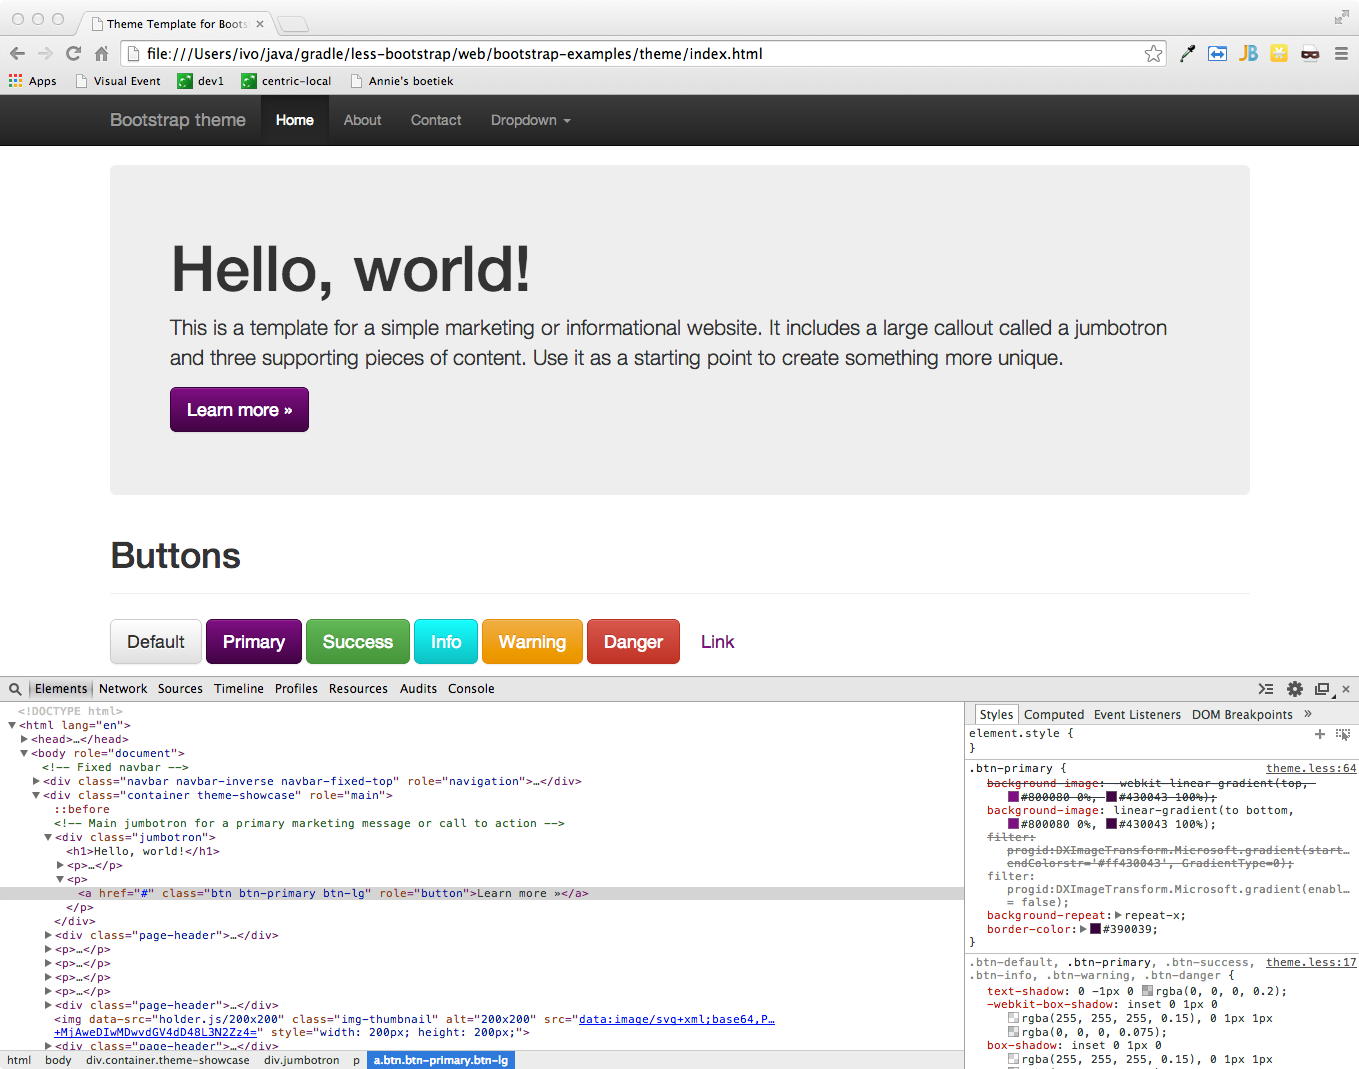 Theme Template for Boots
file:///Users/ivo/java/gradle/less-bootstrap/web/bootstrap-examples/theme/index.html
JB
Apps Visual Event dev1 centric-local Annie's boetiek
Bootstrap theme Home About Contact Dropdown
Hello, world!
This is a template for a simple marketing or informational website. It includes a large callout called a jumbotron
and three supporting pieces of content. Use it as a starting point to create something more unique.
Learn more »
Buttons
Default Primary Success Info Warning Danger Link
Elements Network Sources Timeline Profiles Resources Audits Console
<!DOCTYPE html>
<html lang="en">
<head>…</head>
<body role="document">
<!-- Fixed navbar -->
<div class="navbar navbar-inverse navbar-fixed-top" role="navigation">…</div>
<div class="container theme-showcase" role="main">
::before
<!-- Main jumbotron for a primary marketing message or call to action -->
<div class="jumbotron">
<h1>Hello, world!</h1>
<p>…</p>
<p>
<a href="#" class="btn btn-primary btn-lg" role="button">Learn more »</a>
</p>
</div>
<div class="page-header">…</div>
<p>…</p>
<p>…</p>
<p>…</p>
<p>…</p>
<div class="page-header">…</div>
<img data-src="holder.js/200x200" class="img-thumbnail" alt="200x200" src="data:image/svg+xml;base64,P…
+MjAweDIwMDwvdGV4dD48L3N2Zz4=" style="width: 200px; height: 200px;">
<div class="page-header">…</div>
html body div.container.theme-showcase div.jumbotron p a.btn.btn-primary.btn-lg
Styles Computed Event Listeners DOM Breakpoints »
element.style {
}
.btn-primary { theme.less:64
background-image: -webkit-linear-gradient(top,
#800080 0%, #430043 100%);
background-image: linear-gradient(to bottom,
#800080 0%, #430043 100%);
filter:
progid:DXImageTransform.Microsoft.gradient(start…
endColorstr='#ff430043', GradientType=0);
filter:
progid:DXImageTransform.Microsoft.gradient(enabl…
= false);
background-repeat: repeat-x;
border-color: #390039;
}
.btn-default, .btn-primary, .btn-success, theme.less:17
.btn-info, .btn-warning, .btn-danger {
text-shadow: 0 -1px 0 rgba(0, 0, 0, 0.2);
-webkit-box-shadow: inset 0 1px 0
rgba(255, 255, 255, 0.15), 0 1px 1px
rgba(0, 0, 0, 0.075);
box-shadow: inset 0 1px 0
rgba(255, 255, 255, 0.15), 0 1px 1px